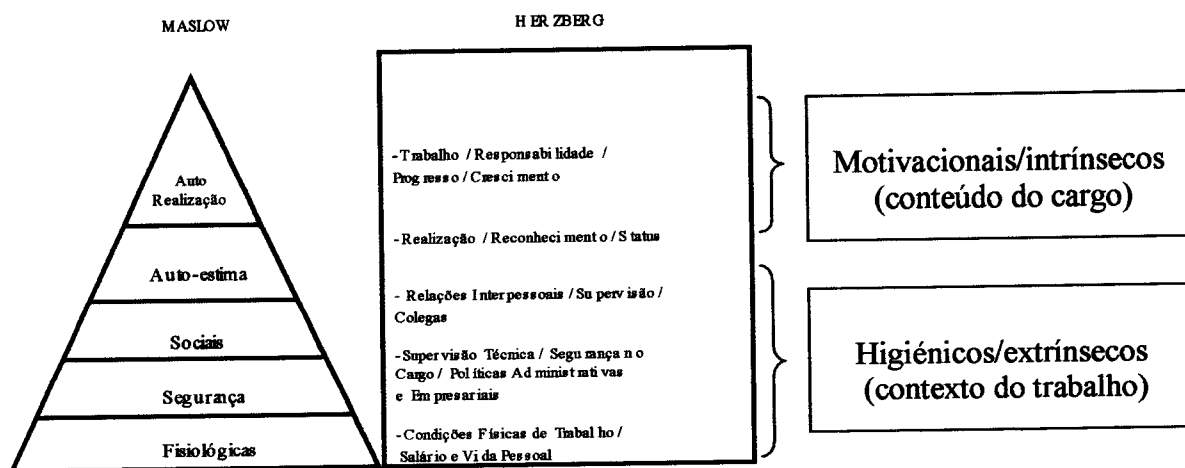 MASLOW
HERZBERG
Auto
Realização
Auto-estima
Sociais
Segurança
Fisiológicas
-Trabalho / Responsabilidade /
Progresso / Crescimento
-Realização / Reconhecimento / Status
- Relações Interpessoais / Supervisão /
Colegas
-Supervisão Técnica / Segurança no
Cargo / Políticas Administrativas
e Empresariais
-Condições Físicas de Trabalho /
Salário e Vida Pessoal
Motivacionais/intrínsecos
(conteúdo do cargo)
Higiénicos/extrínsecos
(contexto do trabalho)